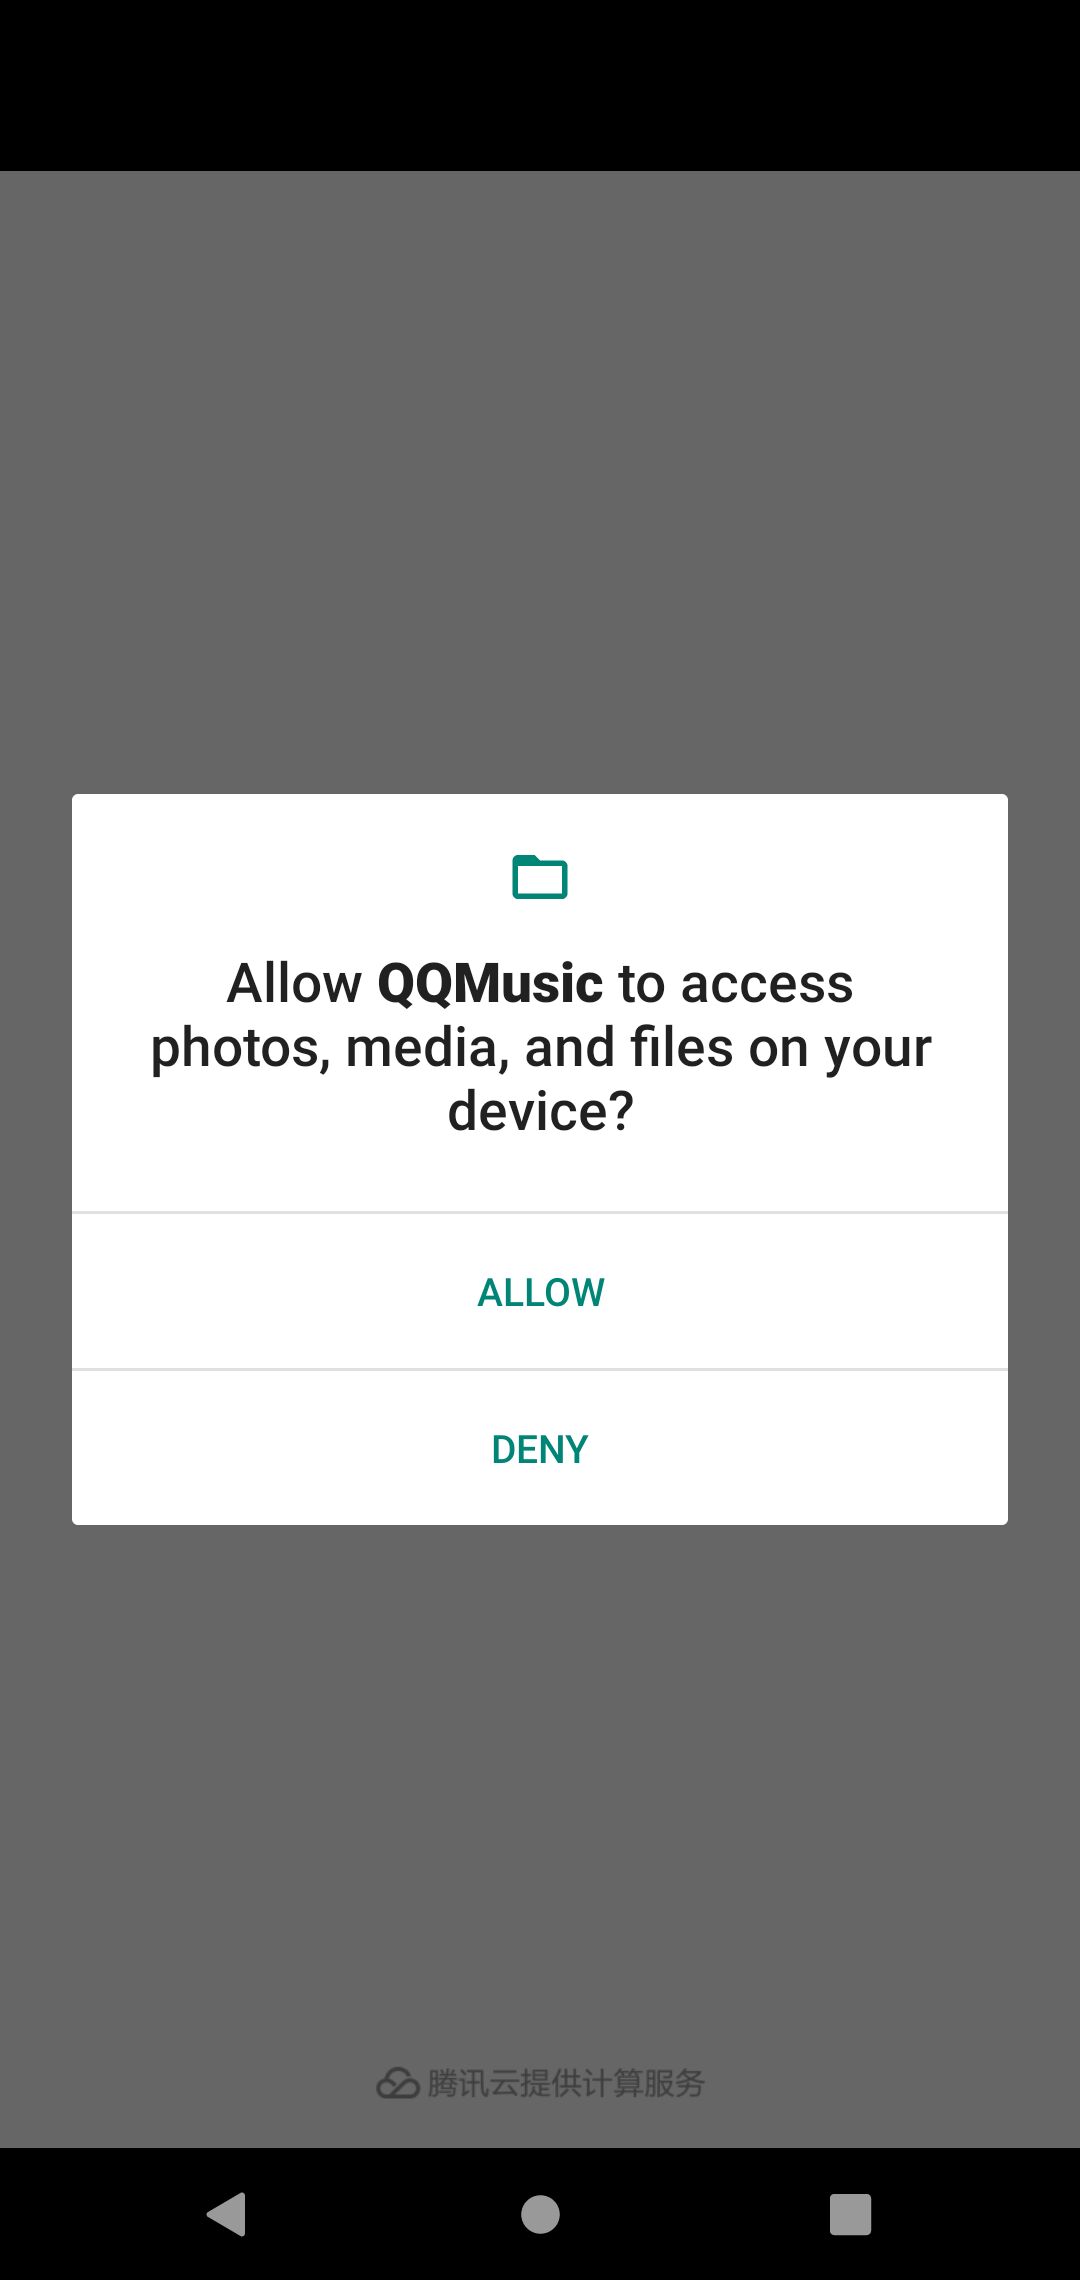 Allow QQMusic to access
photos, media, and files on your
device?
ALLOW
DENY
腾讯云提供计算服务